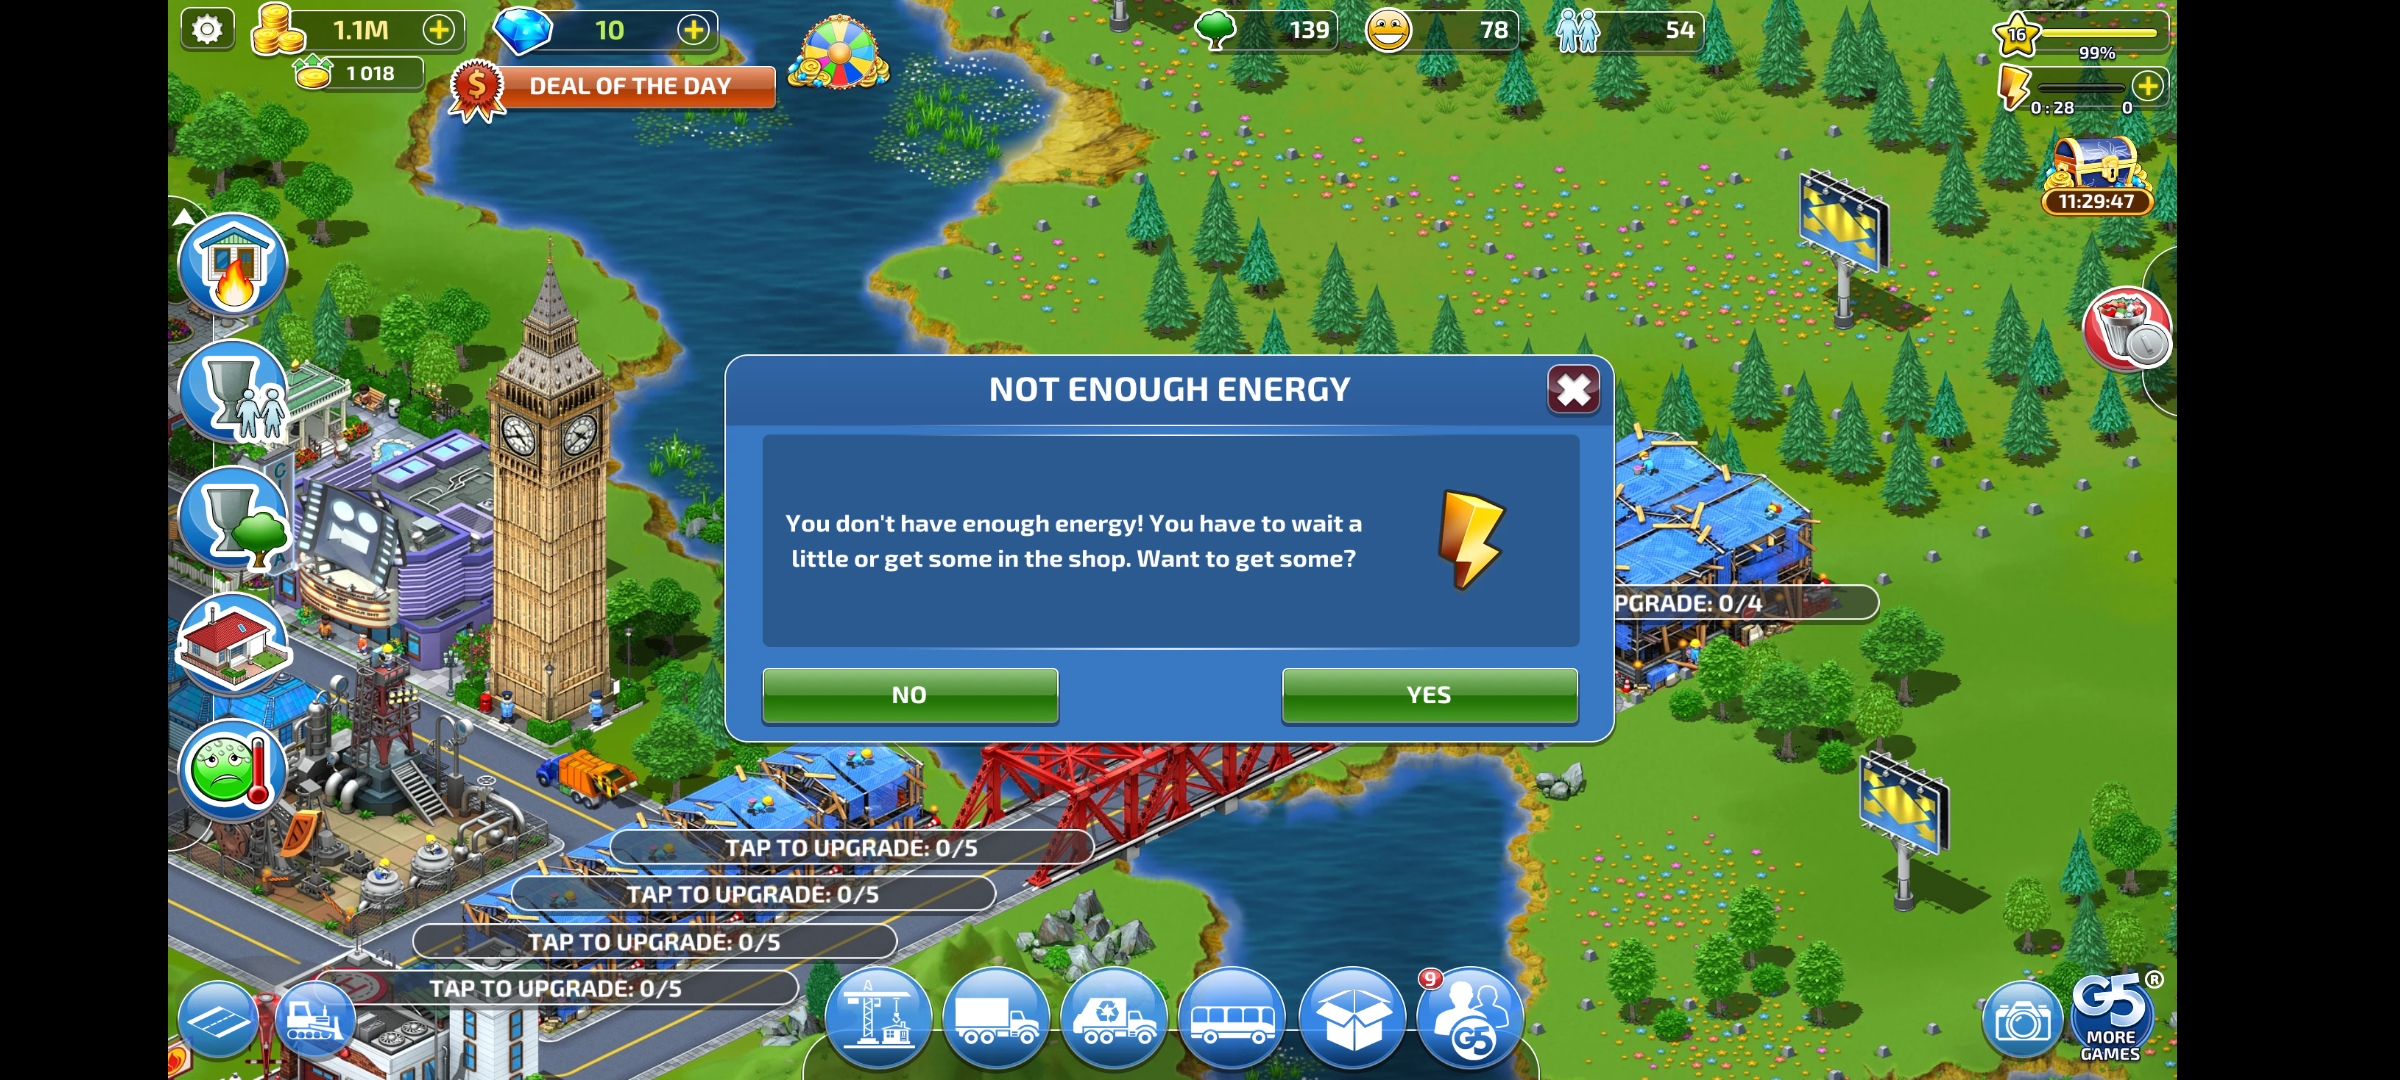 1.1M
10
139
78
54
16
99%
1 018
DEAL OF THE DAY
0:28
0
11:29:47
NOT ENOUGH ENERGY
You don't have enough energy! You have to wait a
little or get some in the shop. Want to get some?
NO
YES
PGRADE: 0/4
TAP TO UPGRADE: 0/5
TAP TO UPGRADE: 0/5
TAP TO UPGRADE: 0/5
TAP TO UPGRADE: 0/5
9
G5
G5®
MORE
GAMES